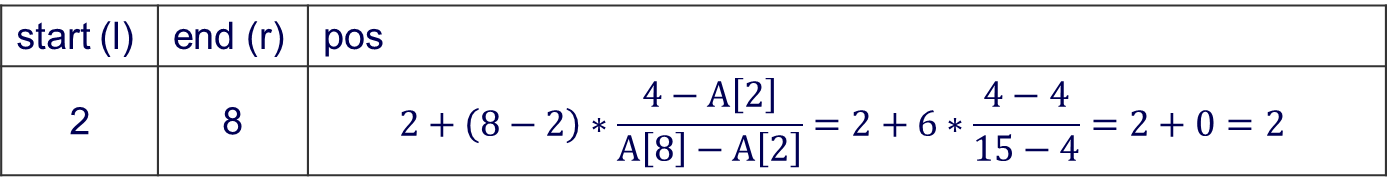 start (l) end (r) pos
2 8 2 + (8 − 2) ∗ (4 − A[2]) / (A[8] − A[2]) = 2 + 6 ∗ (4 − 4) / (15 − 4) = 2 + 0 = 2